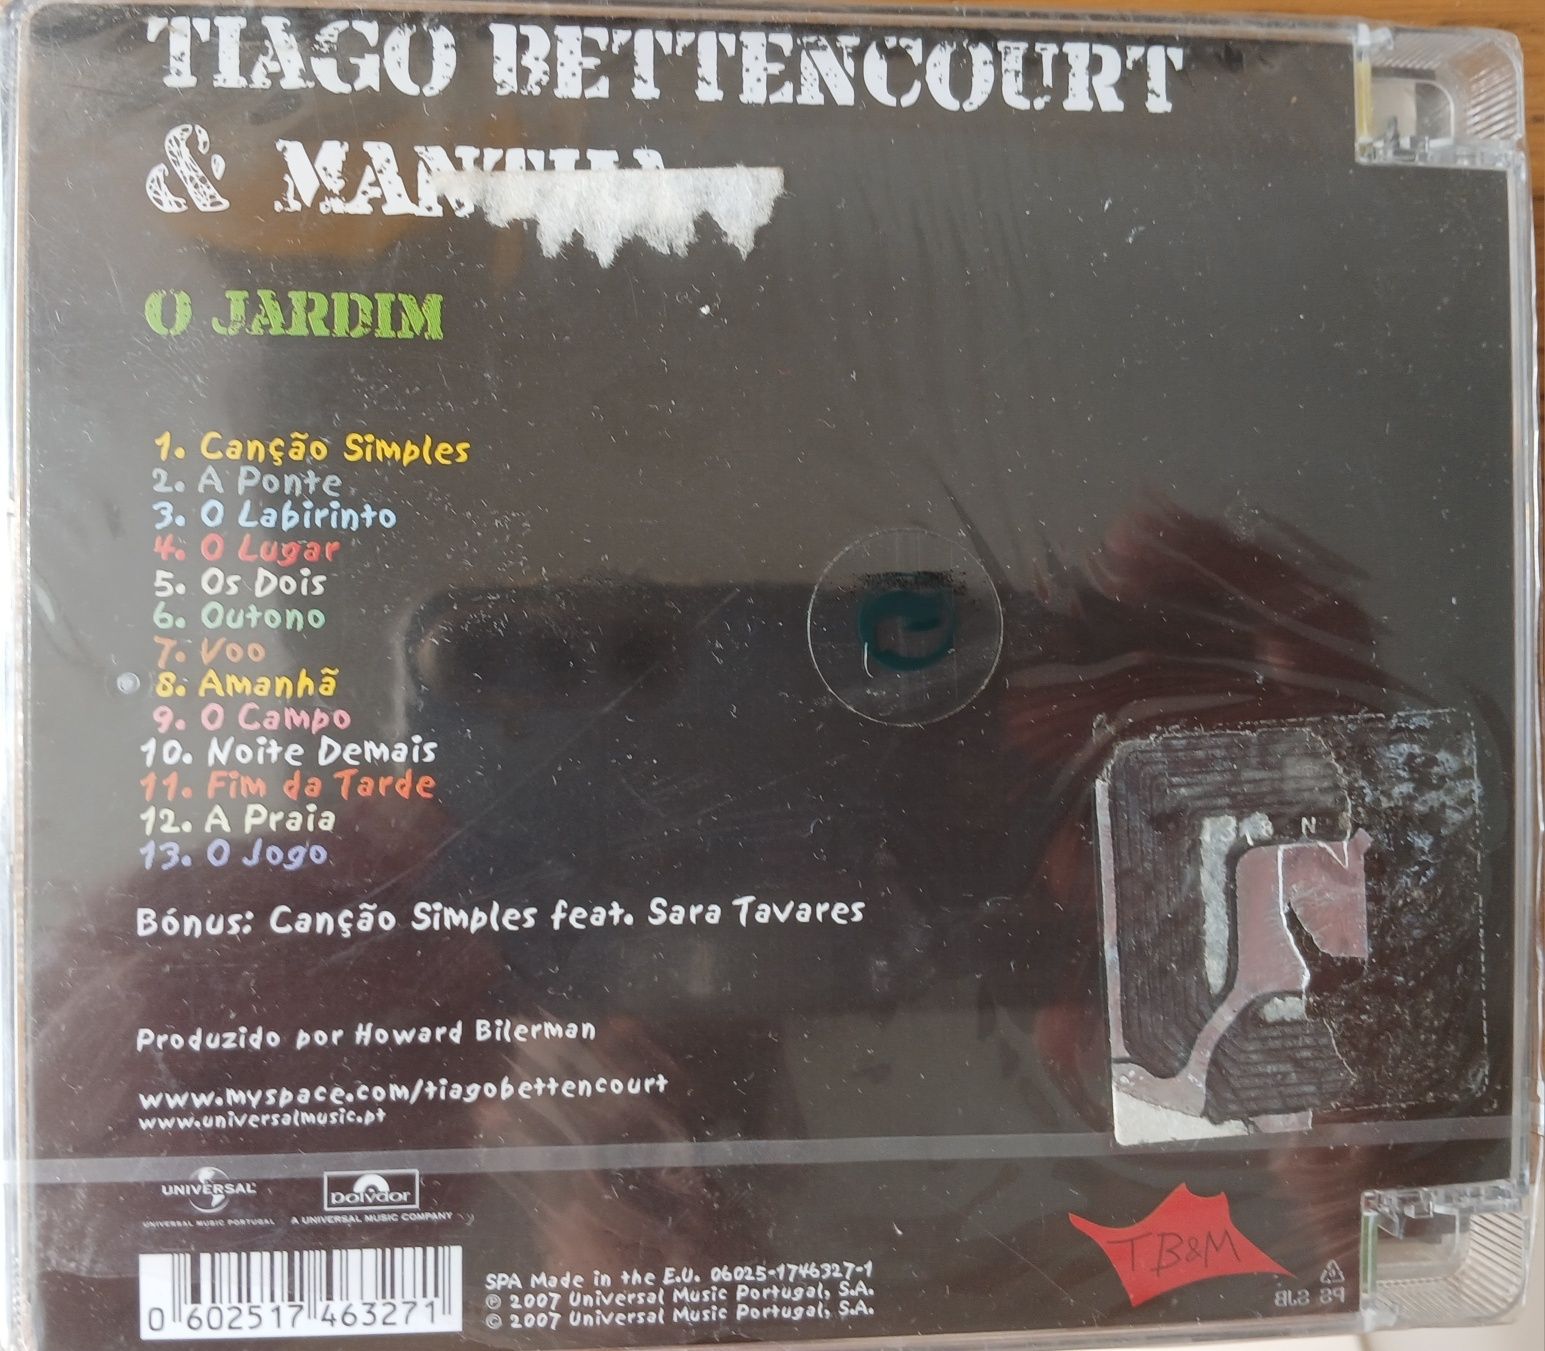 TIAGO BETTENCOURT
& MANTHA
O JARDIM
1. Canção Simples
2. A Ponte
3. O Labirinto
4. O Lugar
5. Os Dois
6. Outono
7. Voo
8. Amanhã
9. O Campo
10. Noite Demais
11. Fim da Tarde
12. A Praia
13. O Jogo
Bónus: Canção Simples feat. Sara Tavares
Produzido por Howard Bilerman
www.myspace.com/tiagobettencourt
www.universalmusic.pt
UNIVERSAL
UNIVERSAL MUSIC PORTUGAL
polydor
A UNIVERSAL MUSIC COMPANY
0 602517 463271
SPA Made in the E.U. 06025-1746327-1
℗ 2007 Universal Music Portugal, S.A.
© 2007 Universal Music Portugal, S.A.
TB&M